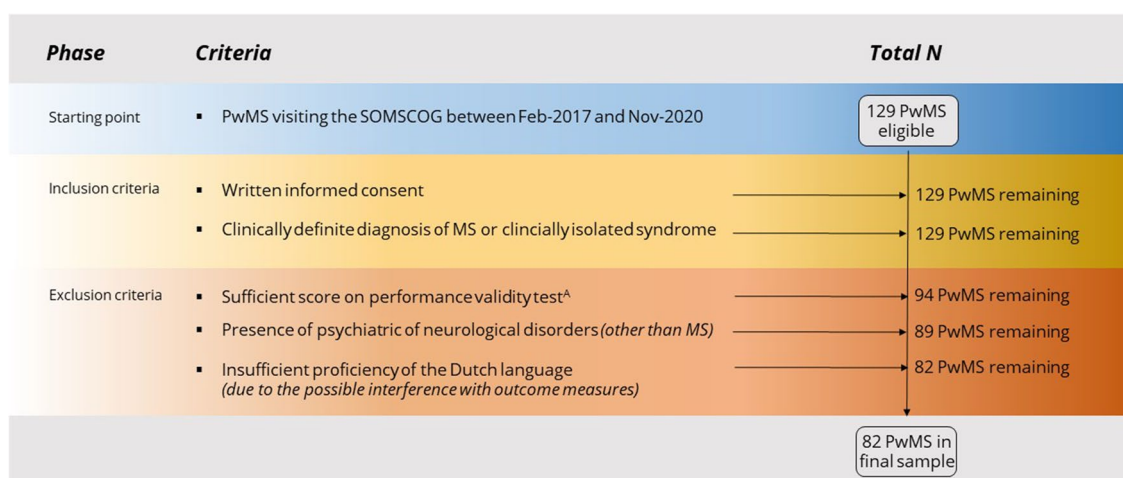 Phase Criteria Total N
Starting point ▪ PwMS visiting the SOMSCOG between Feb-2017 and Nov-2020
129 PwMS
eligible
Inclusion criteria ▪ Written informed consent 129 PwMS remaining
▪ Clinically definite diagnosis of MS or clincially isolated syndrome 129 PwMS remaining
Exclusion criteria ▪ Sufficient score on performance validity testᴬ 94 PwMS remaining
▪ Presence of psychiatric of neurological disorders (other than MS) 89 PwMS remaining
▪ Insufficient proficiency of the Dutch language 82 PwMS remaining
(due to the possible interference with outcome measures)
82 PwMS in
final sample